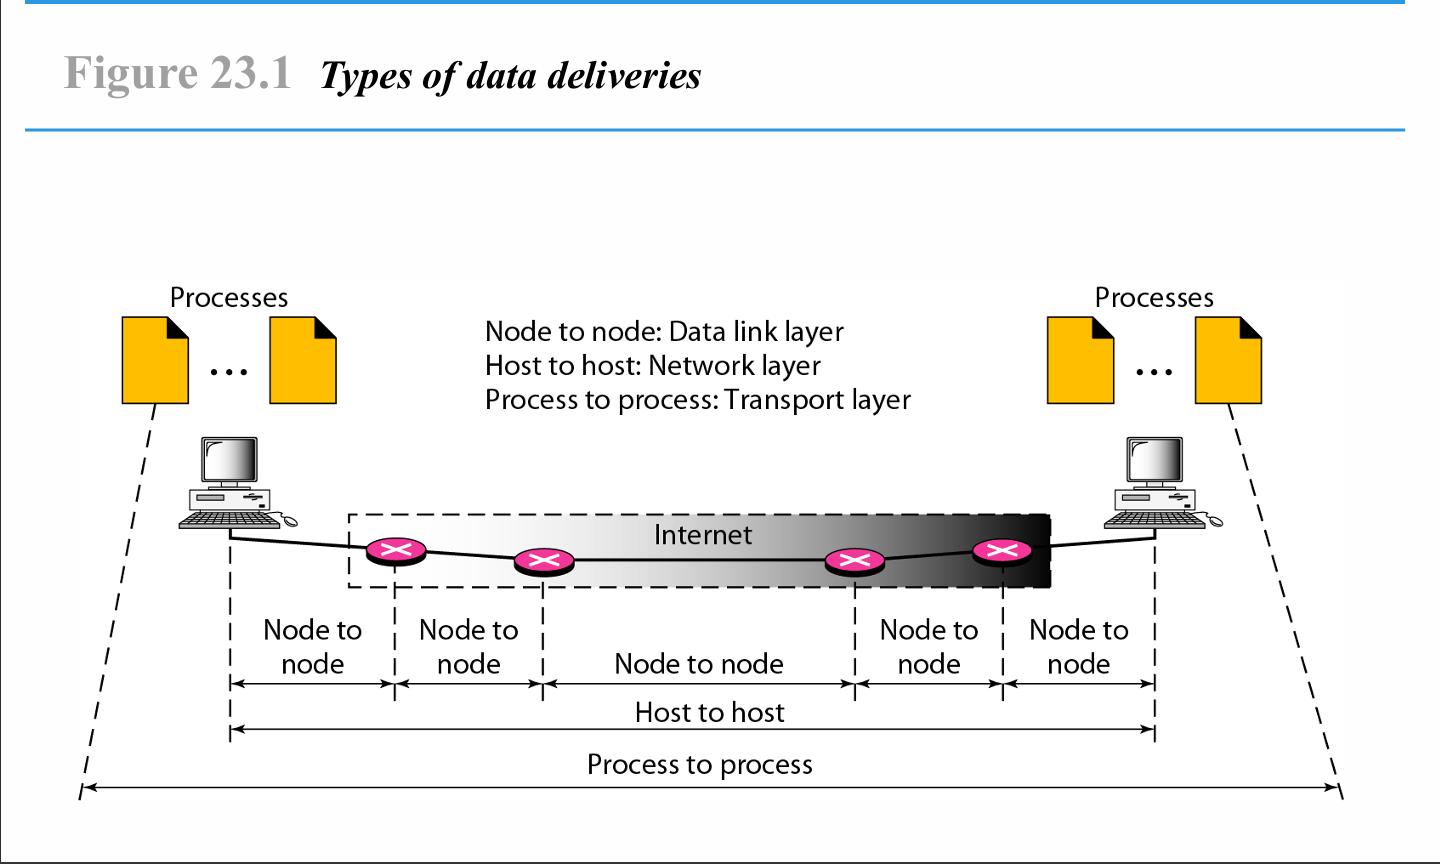 Figure 23.1 Types of data deliveries
Processes
Processes
Node to node: Data link layer
Host to host: Network layer
Process to process: Transport layer
...
...
Internet
Node to
node
Node to
node
Node to node
Node to
node
Node to
node
Host to host
Process to process